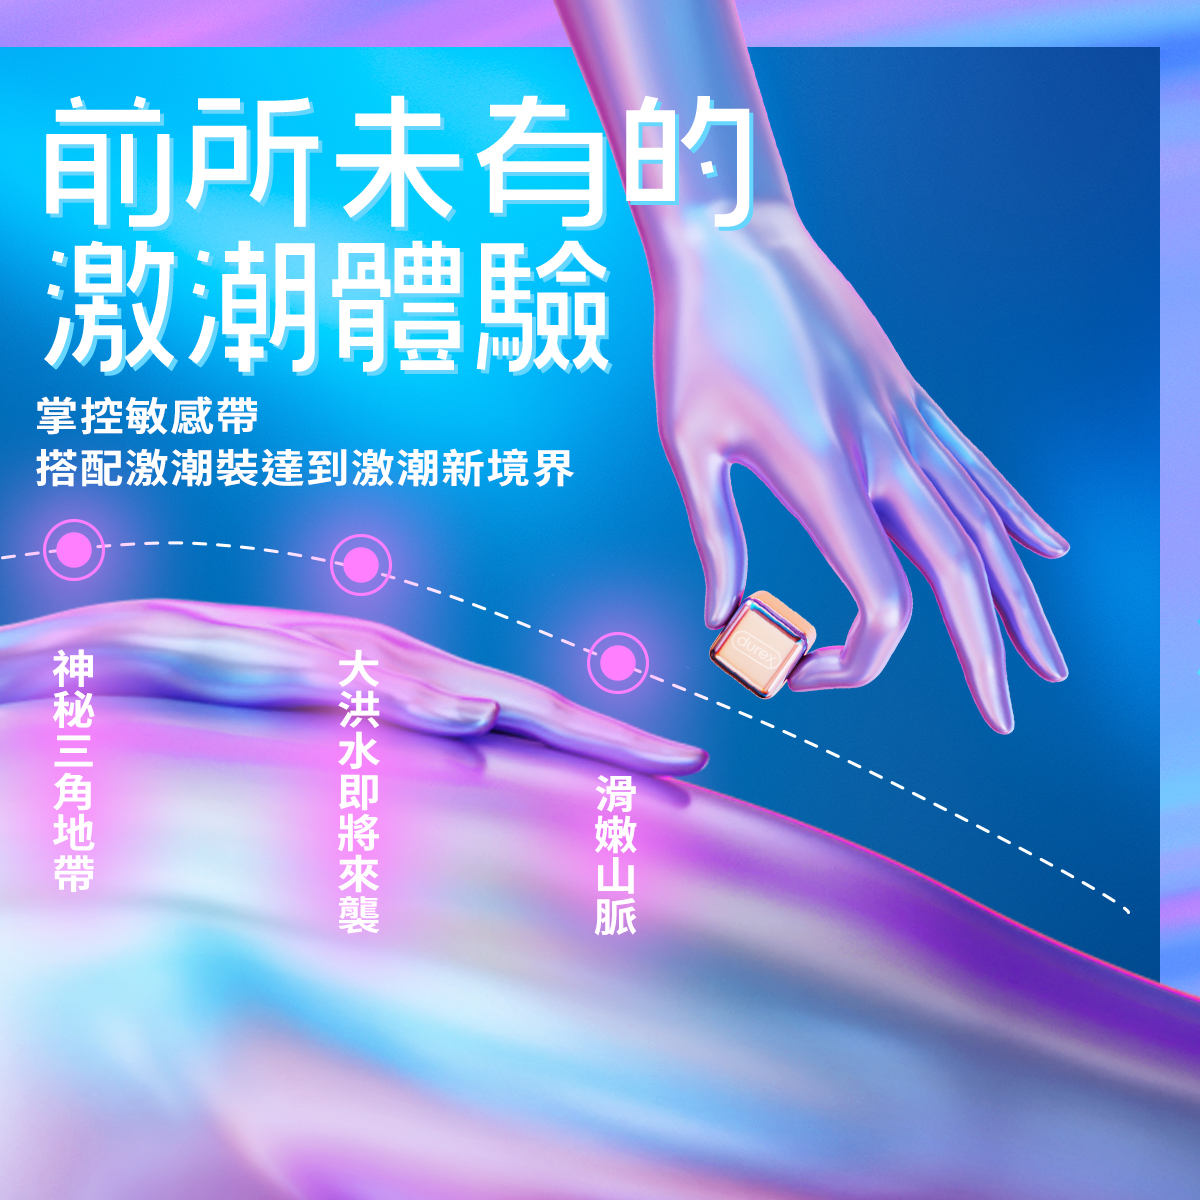 前所未有的
激潮體驗
掌控敏感帶
搭配激潮裝達到激潮新境界
神秘三角地帶
大洪水即將來襲
滑嫩山脈
durex